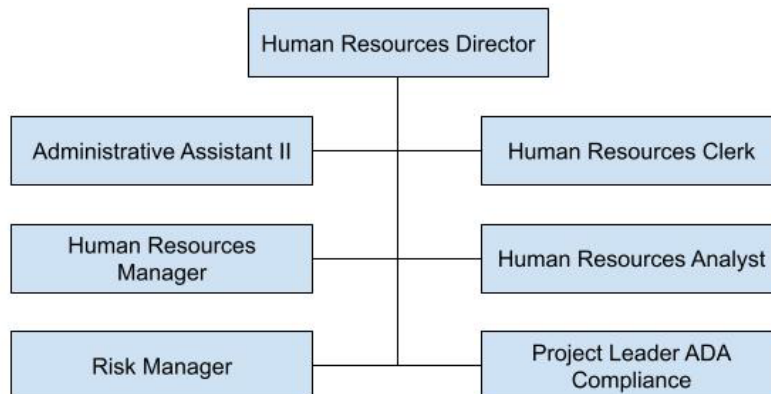 Human Resources Director
Administrative Assistant II
Human Resources Clerk
Human Resources
Manager
Human Resources Analyst
Risk Manager
Project Leader ADA
Compliance